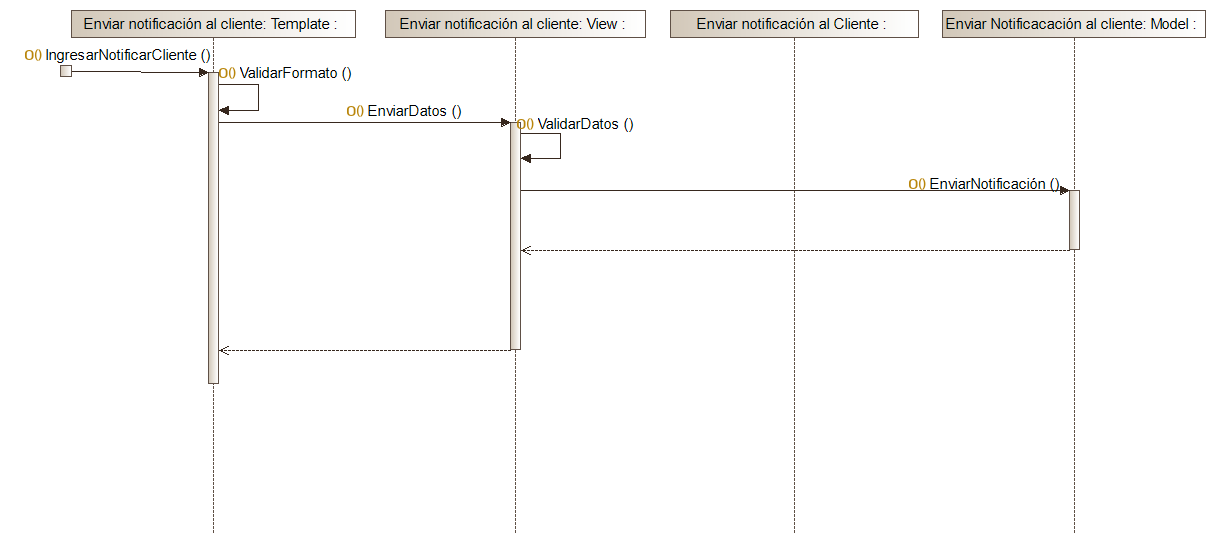 Enviar notificación al cliente: Template :
Enviar notificación al cliente: View :
Enviar notificación al Cliente :
Enviar Notificacación al cliente: Model :
O() IngresarNotificarCliente ()
O() ValidarFormato ()
O() EnviarDatos ()
O() ValidarDatos ()
O() EnviarNotificación ()